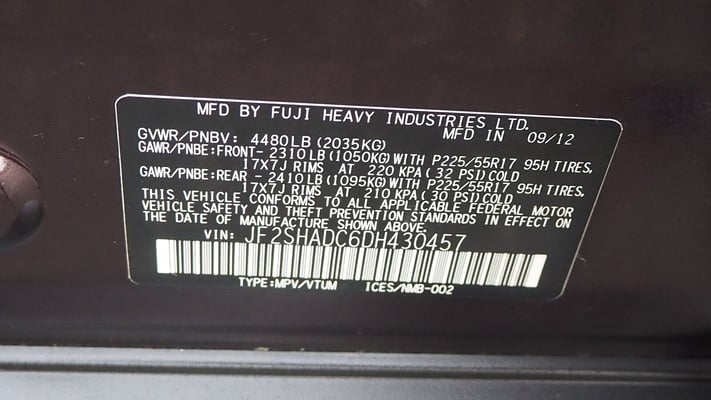 MFD BY FUJI HEAVY INDUSTRIES LTD.
GVWR/PNBV: 4480LB(2035KG) MFD IN 09/12
GAWR/PNBE:FRONT-2310LB(1050KG)WITH P225/55R17 95H TIRES,
17X7J RIMS AT 220 KPA(32 PSI)COLD
GAWR/PNBE:REAR -2410LB(1095KG)WITH P225/55R17 95H TIRES,
17X7J RIMS AT 210 KPA(30 PSI)COLD
THIS VEHICLE CONFORMS TO ALL APPLICABLE FEDERAL MOTOR
VEHICLE SAFETY AND THEFT PREVENTION STANDARDS IN EFFECT ON
THE DATE OF MANUFACTURE SHOWN ABOVE.
VIN: JF2SHADC6DH430457
TYPE:MPV/VTUM ICES/NMB-002